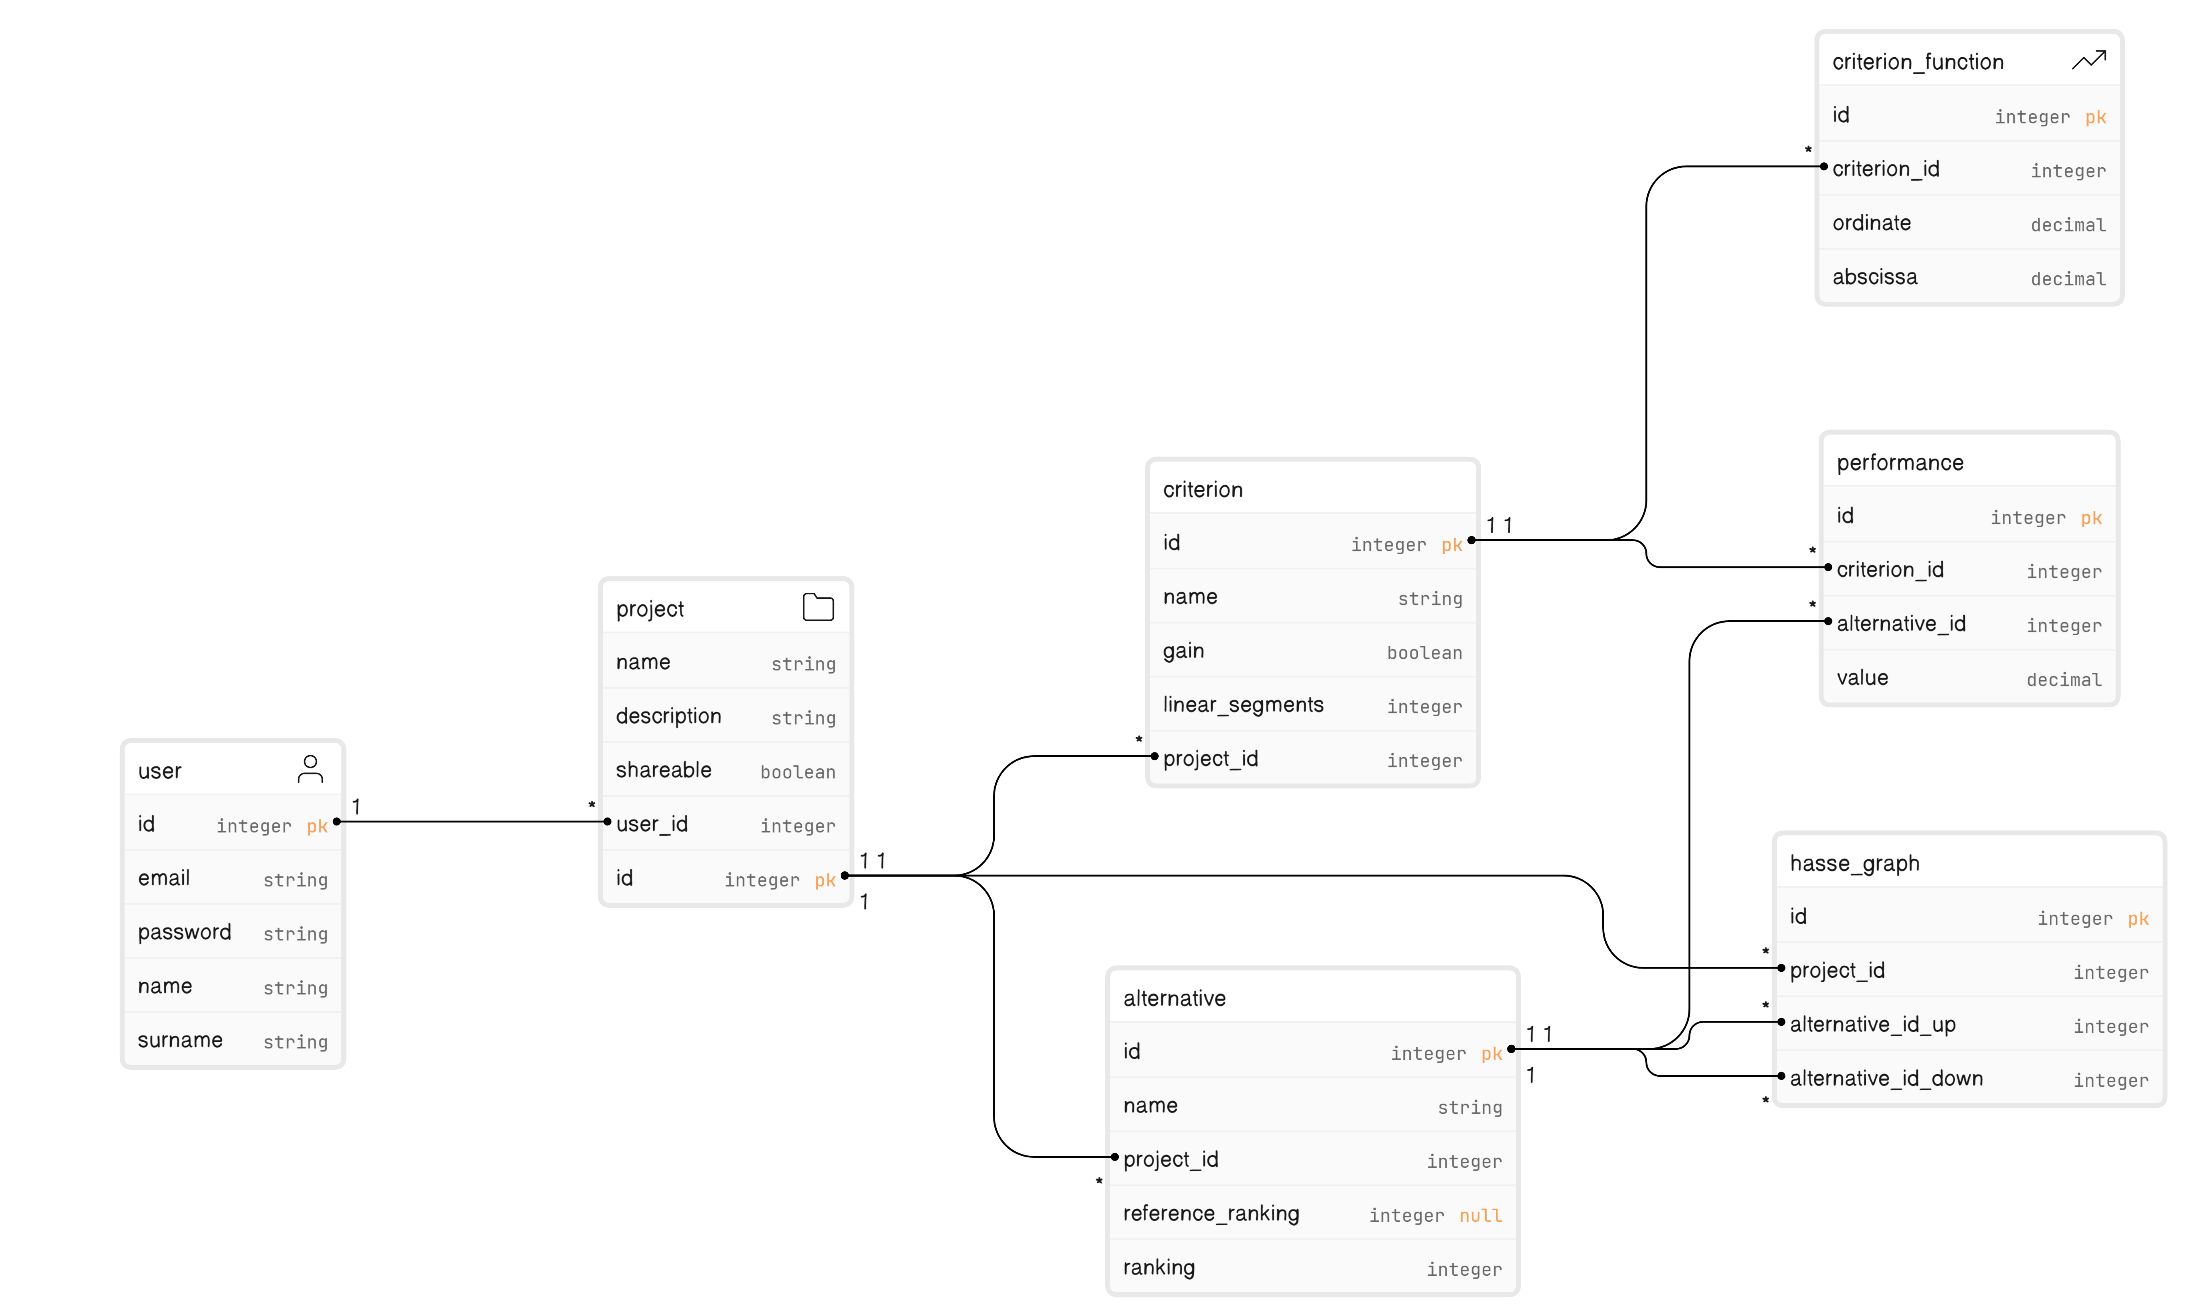 user
id integer pk
email string
password string
name string
surname string
1
*
project
name string
description string
shareable boolean
user_id integer
id integer pk
1 1
1
*
criterion
id integer pk
name string
gain boolean
linear_segments integer
project_id integer
1 1
*
alternative
id integer pk
name string
project_id integer
reference_ranking integer null
ranking integer
1 1
1
*
criterion_function
id integer pk
criterion_id integer
ordinate decimal
abscissa decimal
*
*
performance
id integer pk
criterion_id integer
alternative_id integer
value decimal
*
*
*
hasse_graph
id integer pk
project_id integer
alternative_id_up integer
alternative_id_down integer